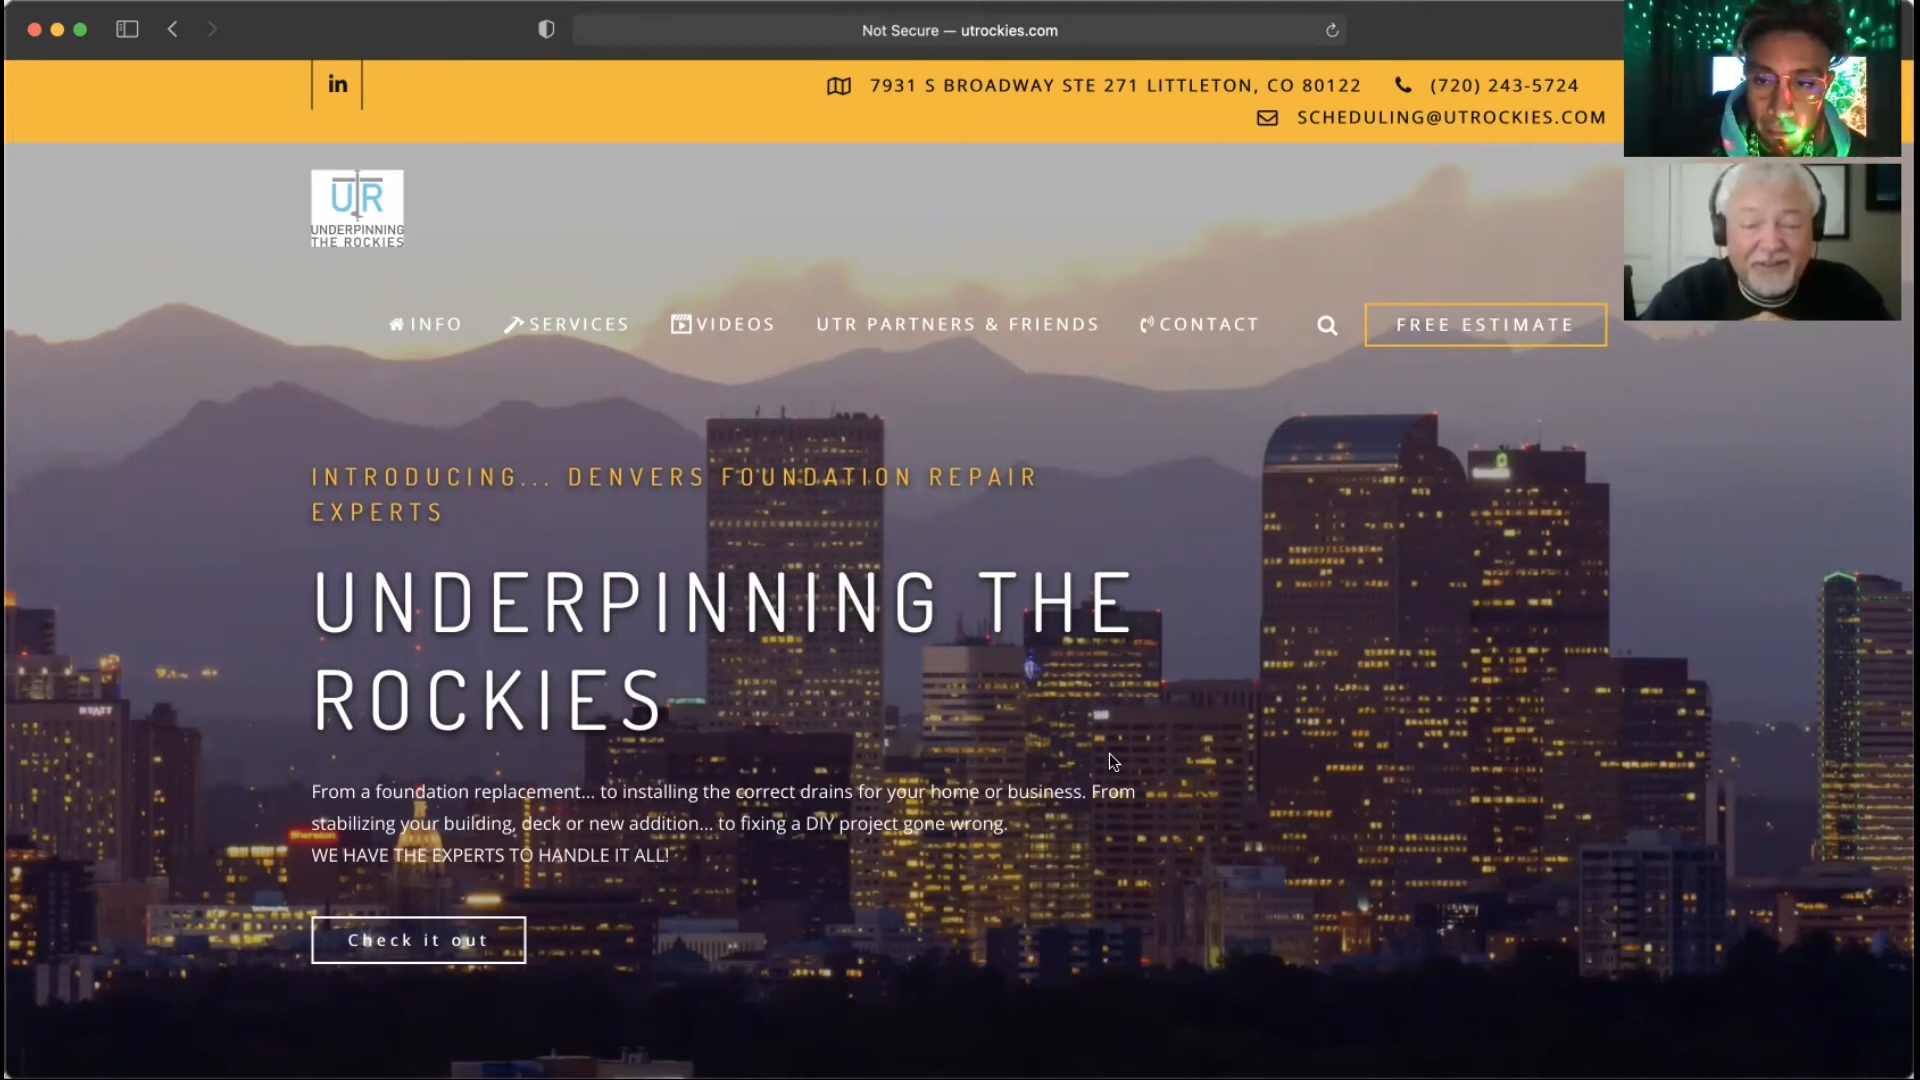 Not Secure — utrockies.com
in
7931 S BROADWAY STE 271 LITTLETON, CO 80122
(720) 243-5724
SCHEDULING@UTROCKIES.COM
UTR
UNDERPINNING
THE ROCKIES
INFO
SERVICES
VIDEOS
UTR PARTNERS & FRIENDS
CONTACT
FREE ESTIMATE
INTRODUCING... DENVERS FOUNDATION REPAIR
EXPERTS
UNDERPINNING THE
ROCKIES
HYATT
From a foundation replacement... to installing the correct drains for your home or business. From
stabilizing your building, deck or new addition... to fixing a DIY project gone wrong.
Sheraton
WE HAVE THE EXPERTS TO HANDLE IT ALL!
Check it out